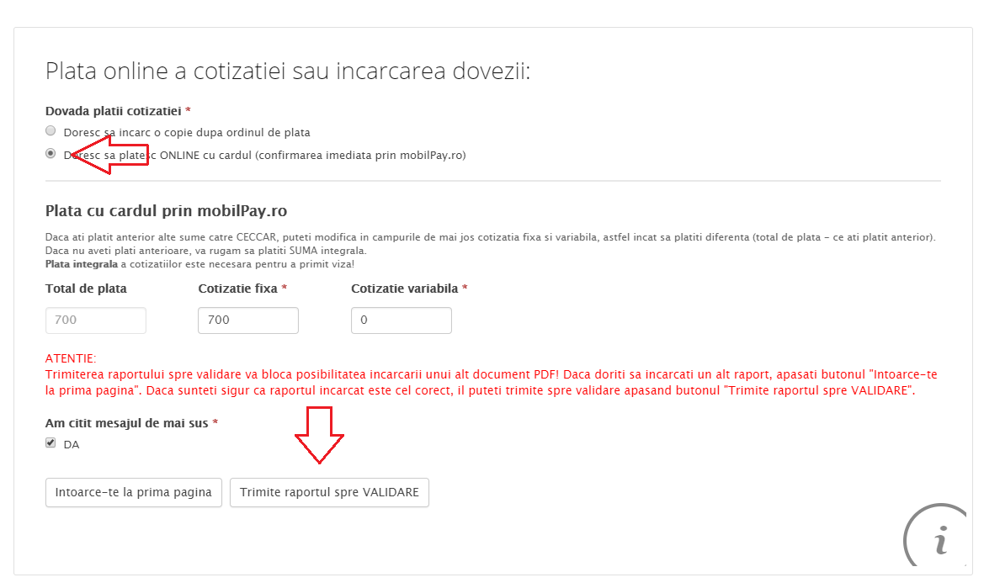 Plata online a cotizatiei sau incarcarea dovezii:
Dovada platii cotizatiei *
Doresc sa incarc o copie dupa ordinul de plata
Doresc sa platesc ONLINE cu cardul (confirmarea imediata prin mobilPay.ro)
Plata cu cardul prin mobilPay.ro
Daca ati platit anterior alte sume catre CECCAR, puteti modifica in campurile de mai jos cotizatia fixa si variabila, astfel incat sa platiti diferenta (total de plata - ce ati platit anterior).
Daca nu aveti plati anterioare, va rugam sa platiti SUMA integrala.
Plata integrala a cotizatiilor este necesara pentru a primit viza!
Total de plata Cotizatie fixa * Cotizatie variabila *
700 700 0
ATENTIE:
Trimiterea raportului spre validare va bloca posibilitatea incarcarii unui alt document PDF! Daca doriti sa incarcati un alt raport, apasati butonul "Intoarce-te
la prima pagina". Daca sunteti sigur ca raportul incarcat este cel corect, il puteti trimite spre validare apasand butonul "Trimite raportul spre VALIDARE".
Am citit mesajul de mai sus *
DA
Intoarce-te la prima pagina Trimite raportul spre VALIDARE
i